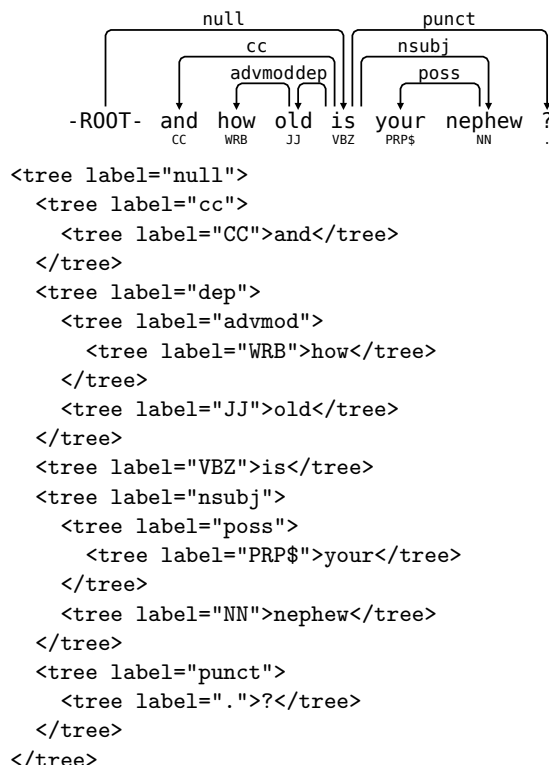 null punct
cc nsubj
advmod dep poss
-ROOT- and how old is your nephew ?
CC WRB JJ VBZ PRP$ NN .
<tree label="null">
  <tree label="cc">
    <tree label="CC">and</tree>
  </tree>
  <tree label="dep">
    <tree label="advmod">
      <tree label="WRB">how</tree>
    </tree>
    <tree label="JJ">old</tree>
  </tree>
  <tree label="VBZ">is</tree>
  <tree label="nsubj">
    <tree label="poss">
      <tree label="PRP$">your</tree>
    </tree>
    <tree label="NN">nephew</tree>
  </tree>
  <tree label="punct">
    <tree label=".">?</tree>
  </tree>
</tree>